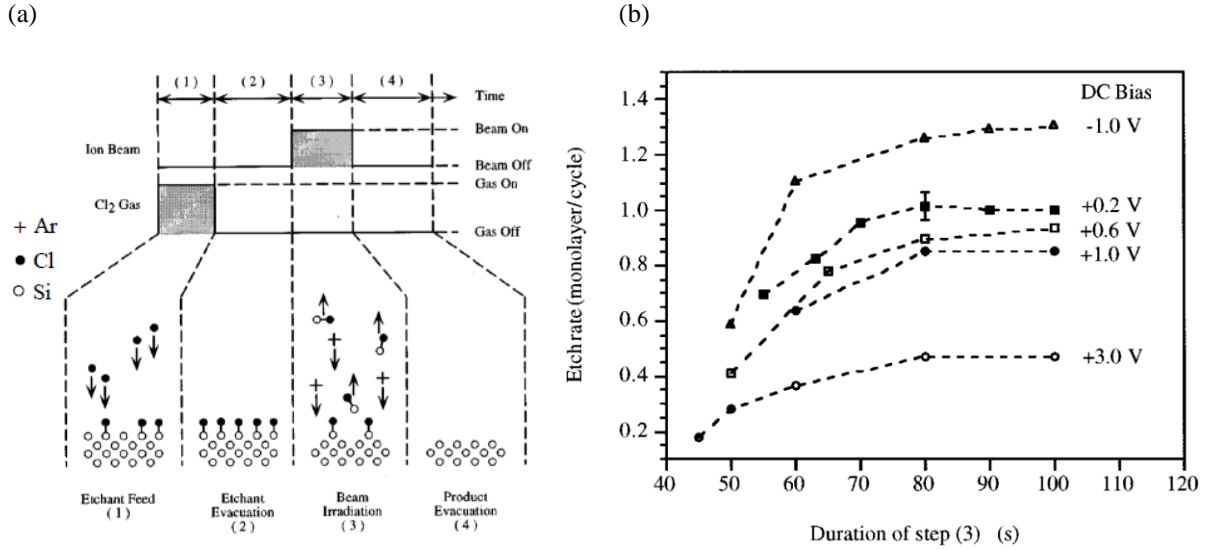 (a)
(1) (2) (3) (4)
Time
Ion Beam
Beam On
Beam Off
Cl2 Gas
Gas On
Gas Off
+ Ar
Cl
Si
Etchant Feed
(1)
Etchant
Evacuation
(2)
Beam
Irradiation
(3)
Product
Evacuation
(4)
(b)
Etchrate (monolayer/cycle)
1.4
1.2
1.0
0.8
0.6
0.4
0.2
DC Bias
-1.0 V
+0.2 V
+0.6 V
+1.0 V
+3.0 V
40 50 60 70 80 90 100 110 120
Duration of step (3) (s)